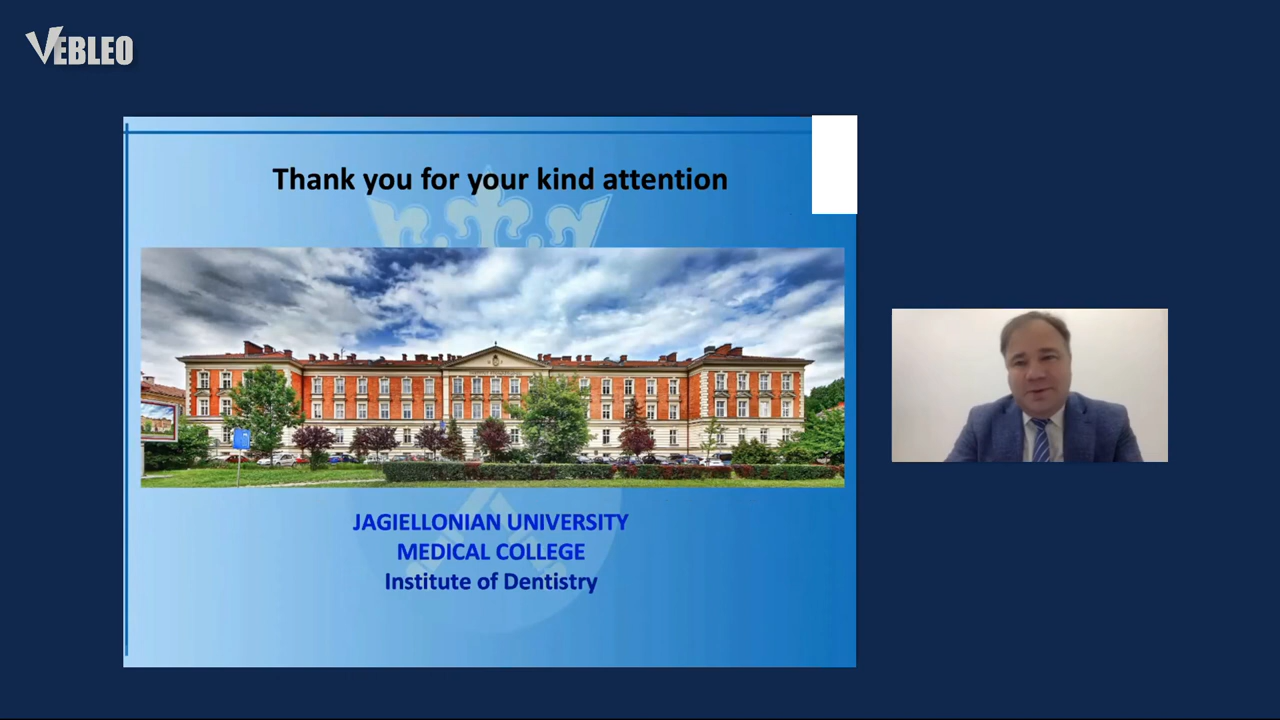 VEBLEO
Thank you for your kind attention
JAGIELLONIAN UNIVERSITY
MEDICAL COLLEGE
Institute of Dentistry